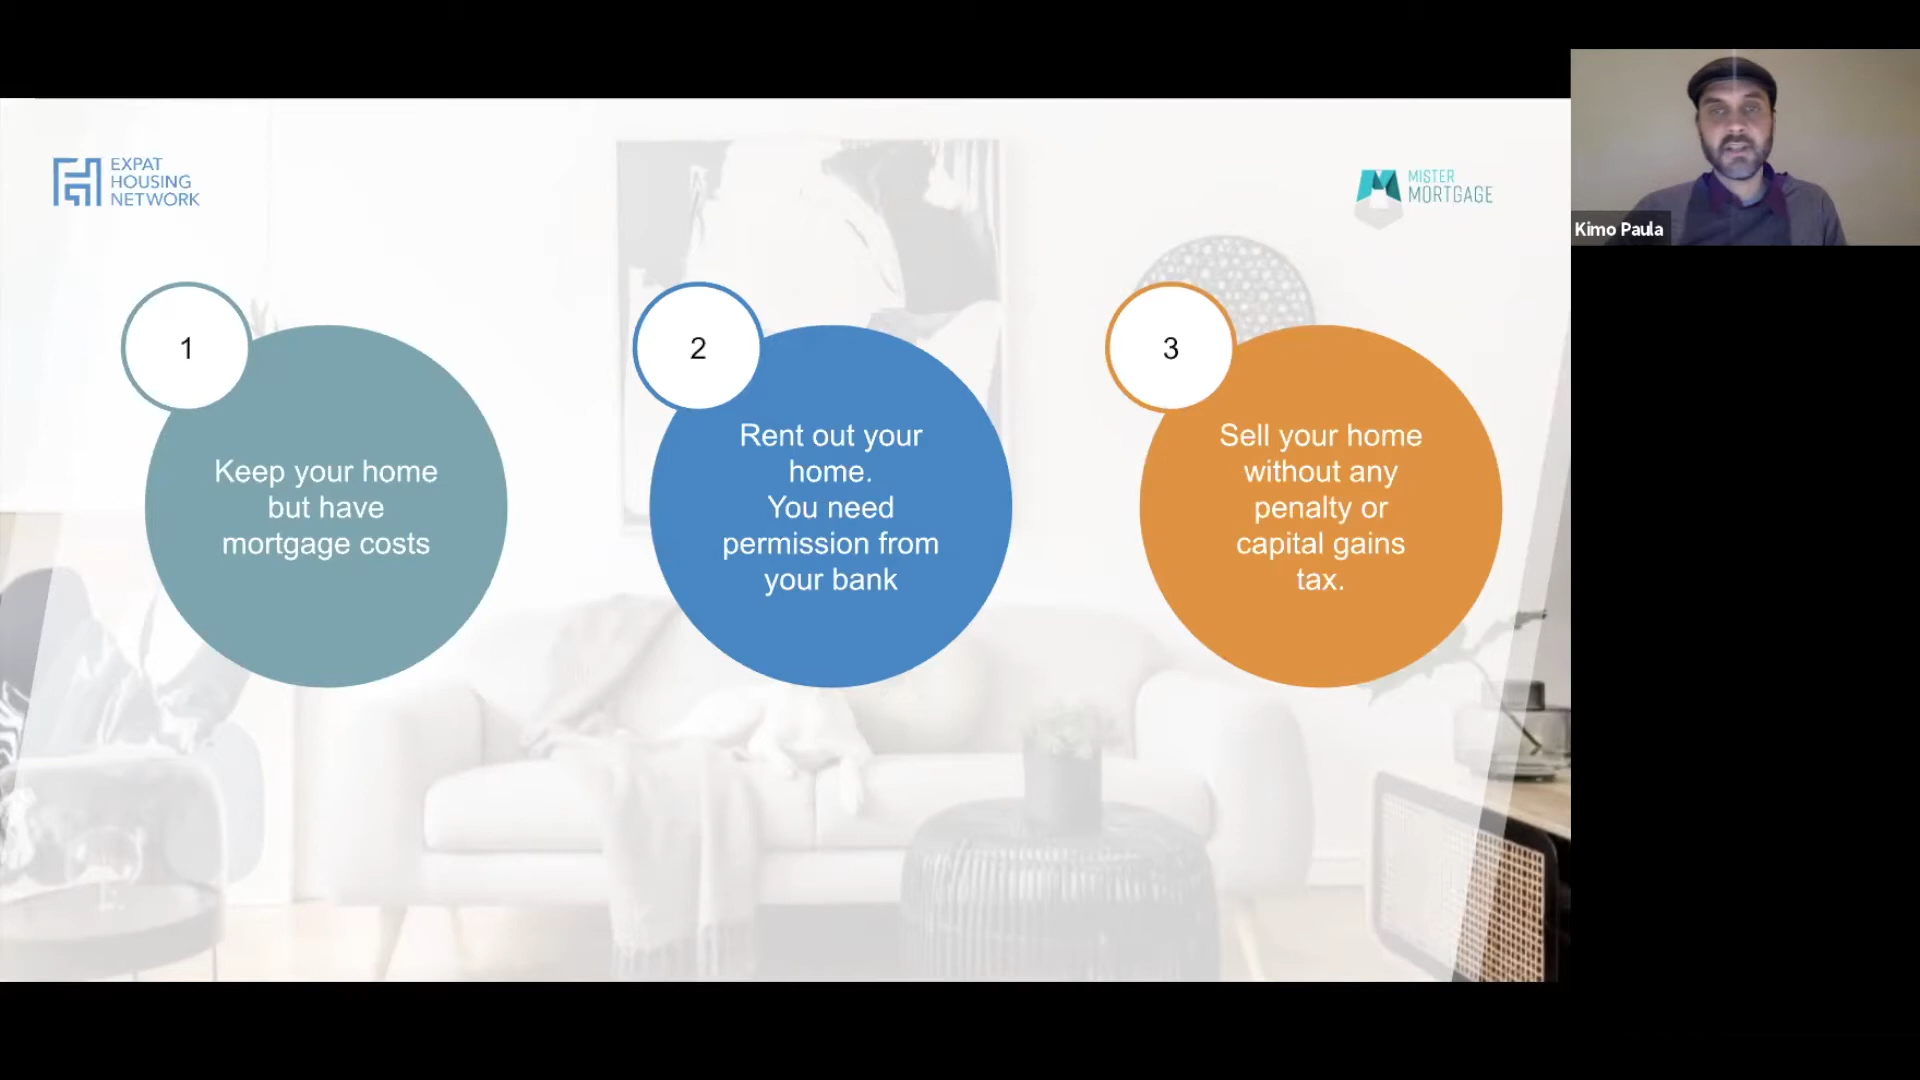 EXPAT
HOUSING
NETWORK
MISTER
MORTGAGE
Kimo Paula
1
Keep your home
but have
mortgage costs
2
Rent out your
home.
You need
permission from
your bank
3
Sell your home
without any
penalty or
capital gains
tax.